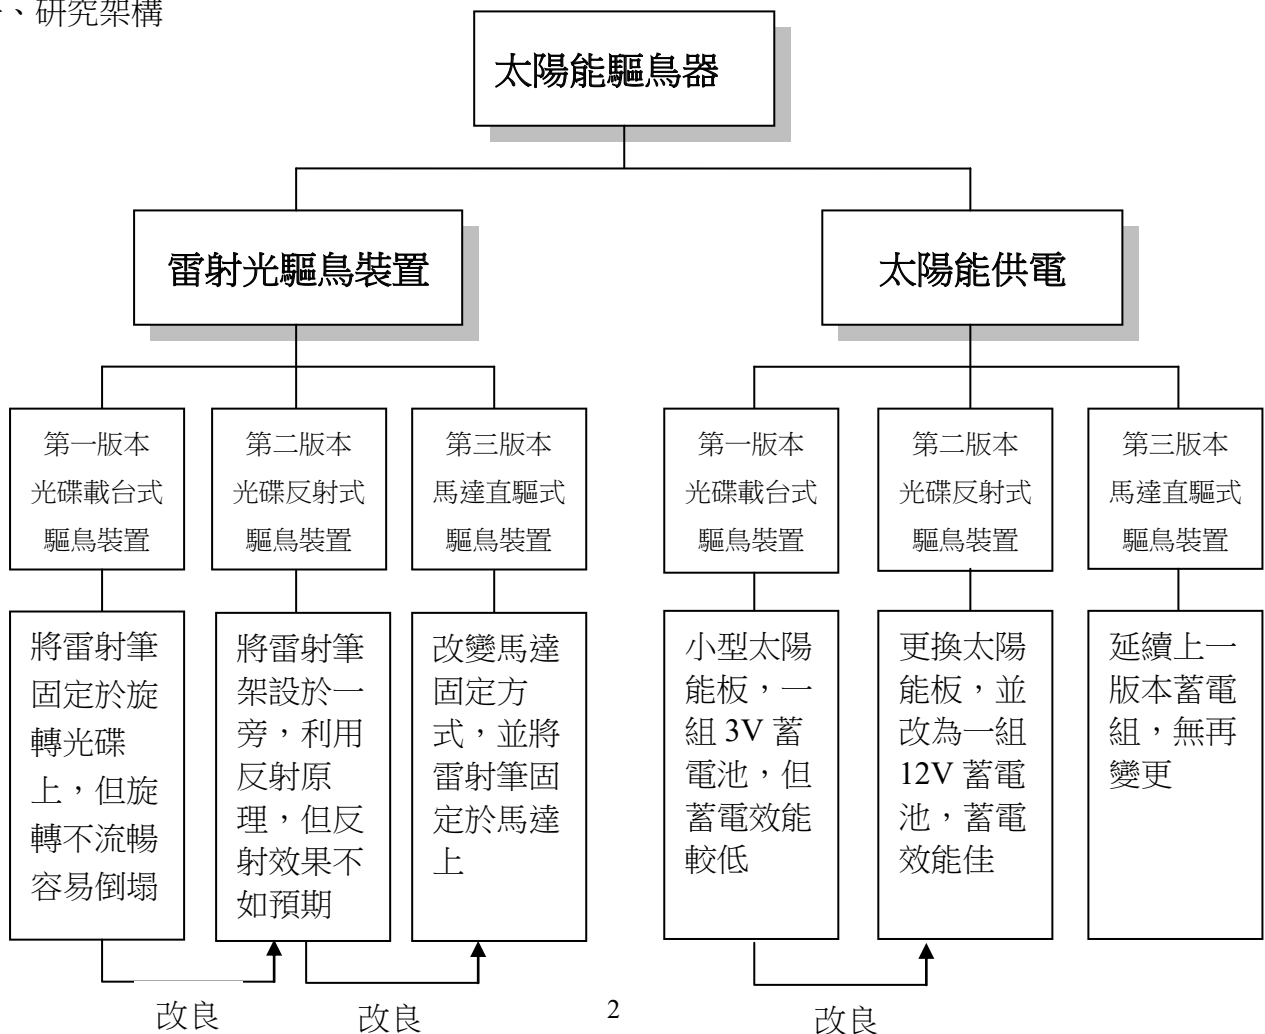 、研究架構
太陽能驅鳥器
雷射光驅鳥裝置
太陽能供電
第一版本
光碟載台式
驅鳥裝置
第二版本
光碟反射式
驅鳥裝置
第三版本
馬達直驅式
驅鳥裝置
第一版本
光碟載台式
驅鳥裝置
第二版本
光碟反射式
驅鳥裝置
第三版本
馬達直驅式
驅鳥裝置
將雷射筆
固定於旋
轉光碟
上，但旋
轉不流暢
容易倒塌
將雷射筆
架設於一
旁，利用
反射原
理，但反
射效果不
如預期
改變馬達
固定方
式，並將
雷射筆固
定於馬達
上
小型太陽
能板，一
組 3V 蓄
電池，但
蓄電效能
較低
更換太陽
能板，並
改為一組
12V 蓄電
池，蓄電
效能佳
延續上一
版本蓄電
組，無再
變更
改良
改良
2
改良